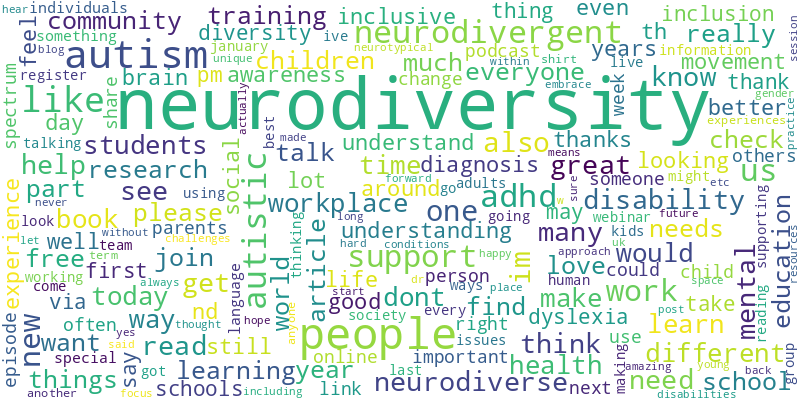 hear individuals
community training inclusive thing even inclusion
something diversity ive neurodivergent th really
feel blog january podcast years movement session
autism unique neurotypical within shirt live information
brain pm awareness children much everyone week know thank
register share change embrace gender
spectrum like neurodiversity better
day actually experiences
talking students best made understand also thanks means check others practice
help research social talk time diagnosis great looking us
part see using lot around go adults someone sure might etc
never forward w
experience book please autistic workplace one adhd may disability
look without parents long going webinar future needs education
let well team thinking understanding many kids would supporting resources
term challenges hard conditions happy approach uk
free first join language world article support im love could child mental
working always life dr person ways place human space
come nd get start every make work post take
via today hope good dont find dyslexia
episode new often way thought anyone society right use learn reading
yes said people issues
want read still online important think different
special say got last health making amazing young back
things learning year neurodiverse need school group
another schools including focus link next disabilities